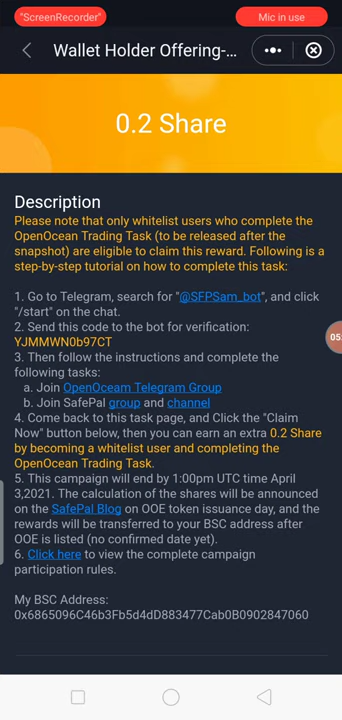 "ScreenRecorder"
Mic in use
Wallet Holder Offering-...
0.2 Share
Description
Please note that only whitelist users who complete the
OpenOcean Trading Task (to be released after the
snapshot) are eligible to claim this reward. Following is a
step-by-step tutorial on how to complete this task:
1. Go to Telegram, search for "@SFPSam_bot", and click
"/start" on the chat.
2. Send this code to the bot for verification:
YJMMWN0b97CT
3. Then follow the instructions and complete the
following tasks:
a. Join OpenOceam Telegram Group
b. Join SafePal group and channel
4. Come back to this task page, and Click the "Claim
Now" button below, then you can earn an extra 0.2 Share
by becoming a whitelist user and completing the
OpenOcean Trading Task.
5. This campaign will end by 1:00pm UTC time April
3,2021. The calculation of the shares will be announced
on the SafePal Blog on OOE token issuance day, and the
rewards will be transferred to your BSC address after
OOE is listed (no confirmed date yet).
6. Click here to view the complete campaign
participation rules.
My BSC Address:
0x6865096C46b3Fb5d4dD883477Cab0B0902847060